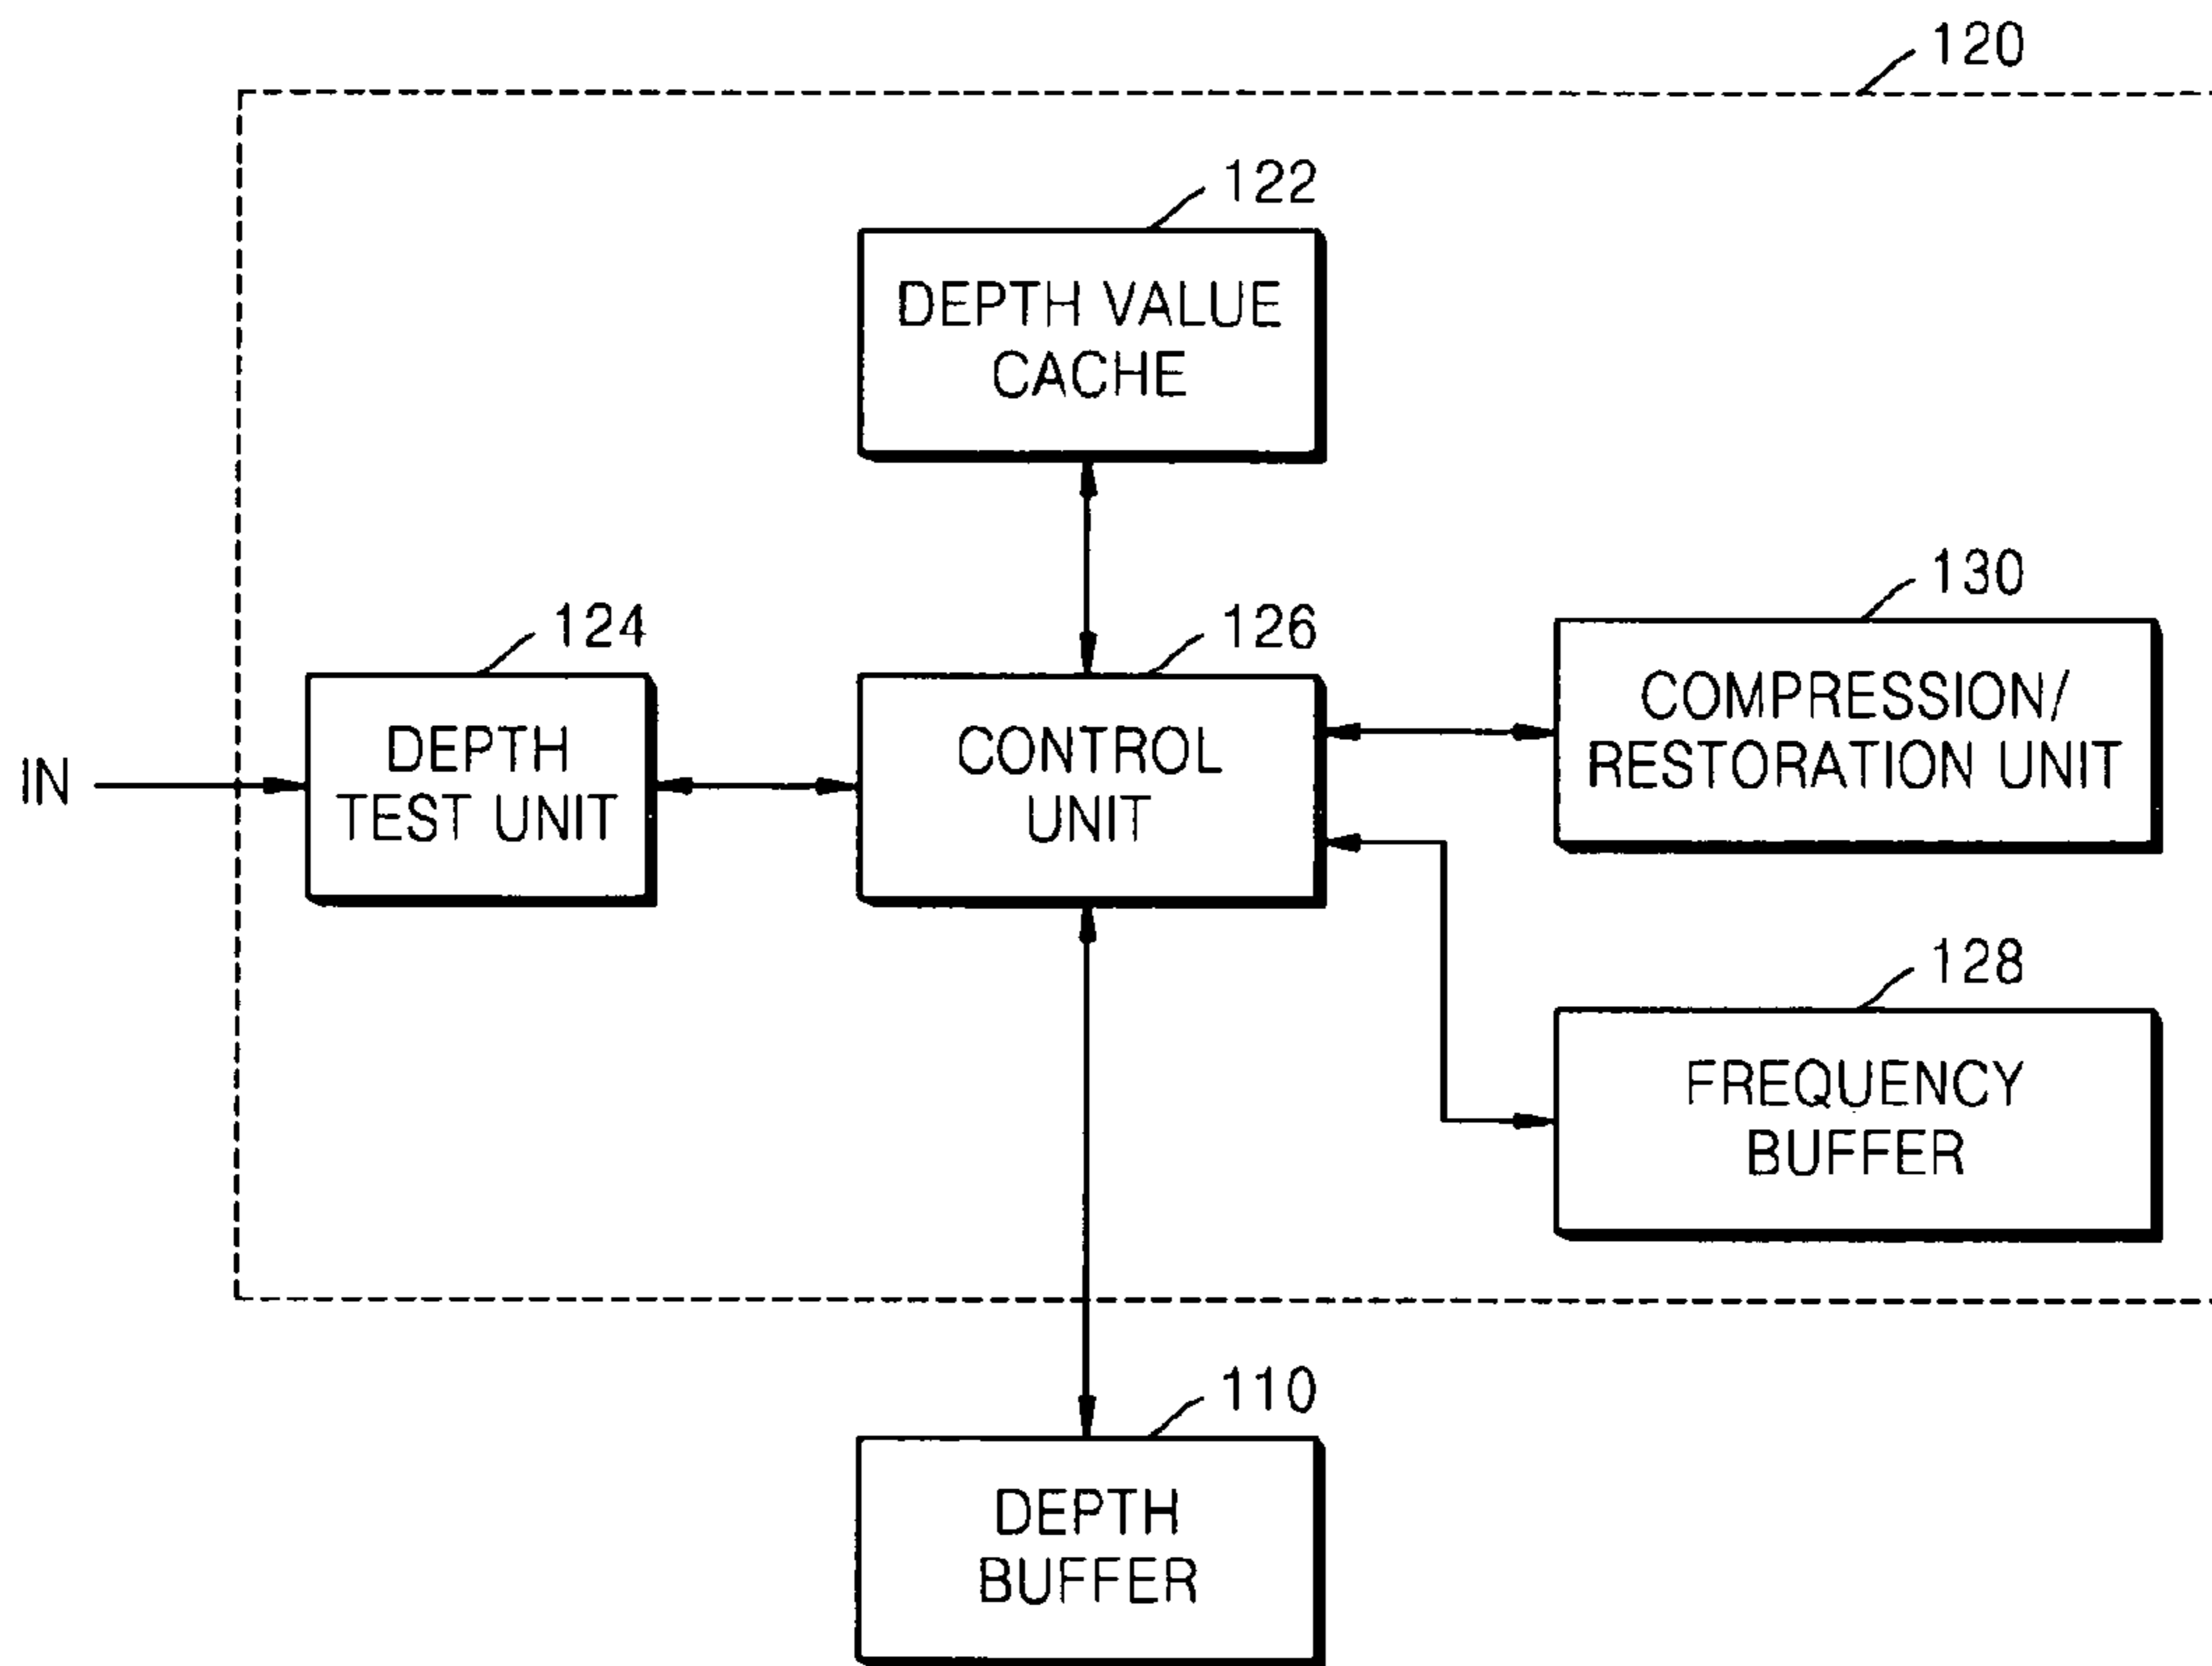 120
122
DEPTH VALUE
CACHE
124
126
130
IN
DEPTH
TEST UNIT
CONTROL
UNIT
COMPRESSION/
RESTORATION UNIT
128
FREQUENCY
BUFFER
110
DEPTH
BUFFER